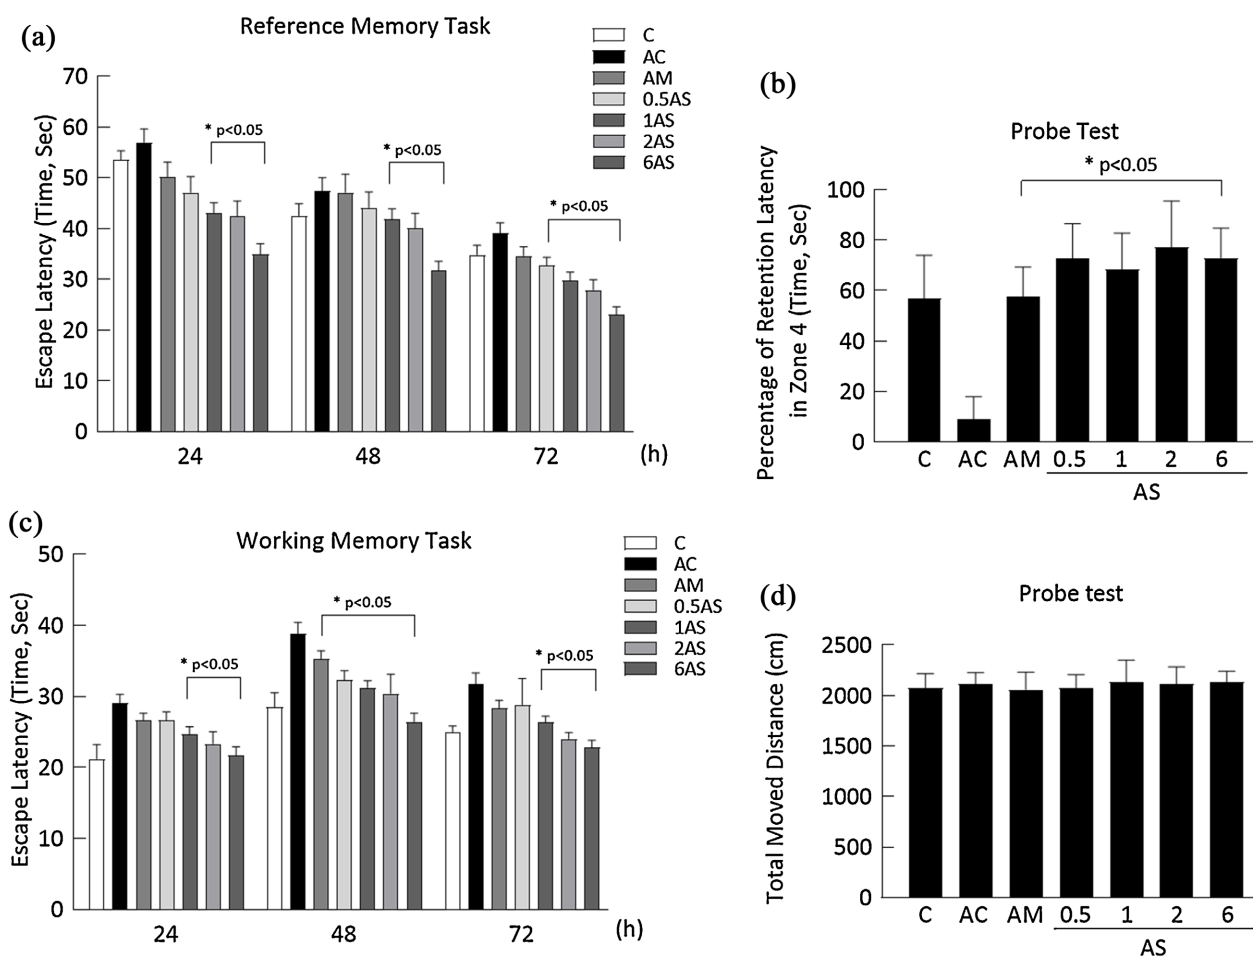 (a)
Reference Memory Task
C
AC
AM
0.5AS
1AS
2AS
6AS
Escape Latency (Time, Sec)
70
60
50
40
30
20
10
0
* p<0.05
* p<0.05
* p<0.05
24 48 72 (h)
(b)
Probe Test
* p<0.05
Percentage of Retention Latency
in Zone 4 (Time, Sec)
100
80
60
40
20
0
C AC AM 0.5 1 2 6
AS
(c)
Working Memory Task
C
AC
AM
0.5AS
1AS
2AS
6AS
Escape Latency (Time, Sec)
50
40
30
20
10
0
* p<0.05
* p<0.05
* p<0.05
24 48 72 (h)
(d)
Probe test
Total Moved Distance (cm)
2500
2000
1500
1000
500
0
C AC AM 0.5 1 2 6
AS